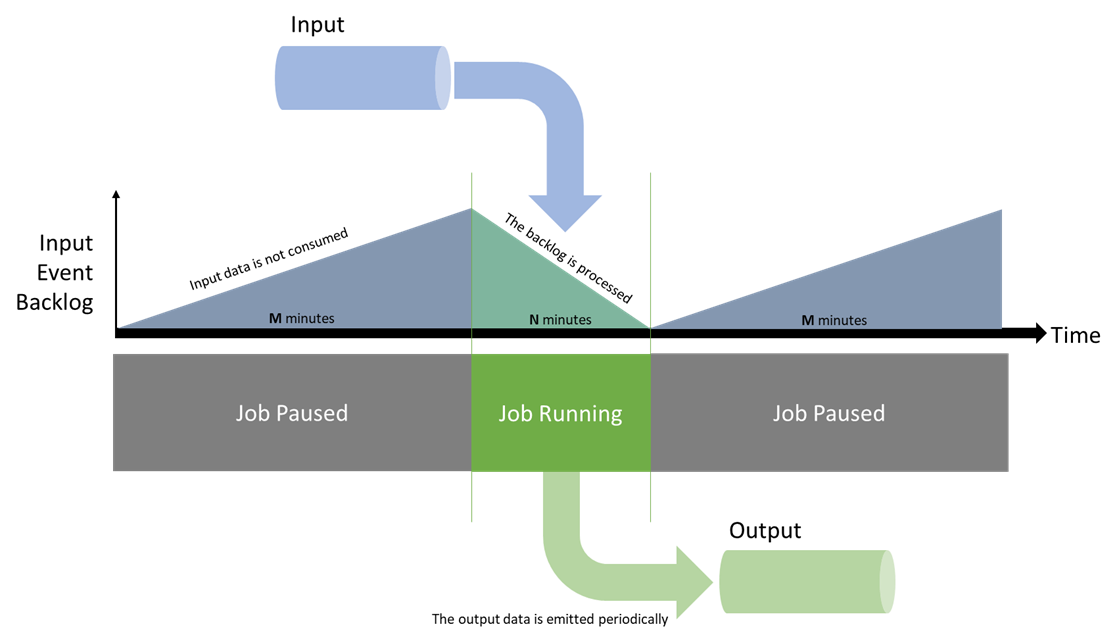 Input
Input
Event
Backlog
Input data is not consumed
The backlog is processed
M minutes
N minutes
M minutes
Time
Job Paused
Job Running
Job Paused
Output
The output data is emitted periodically